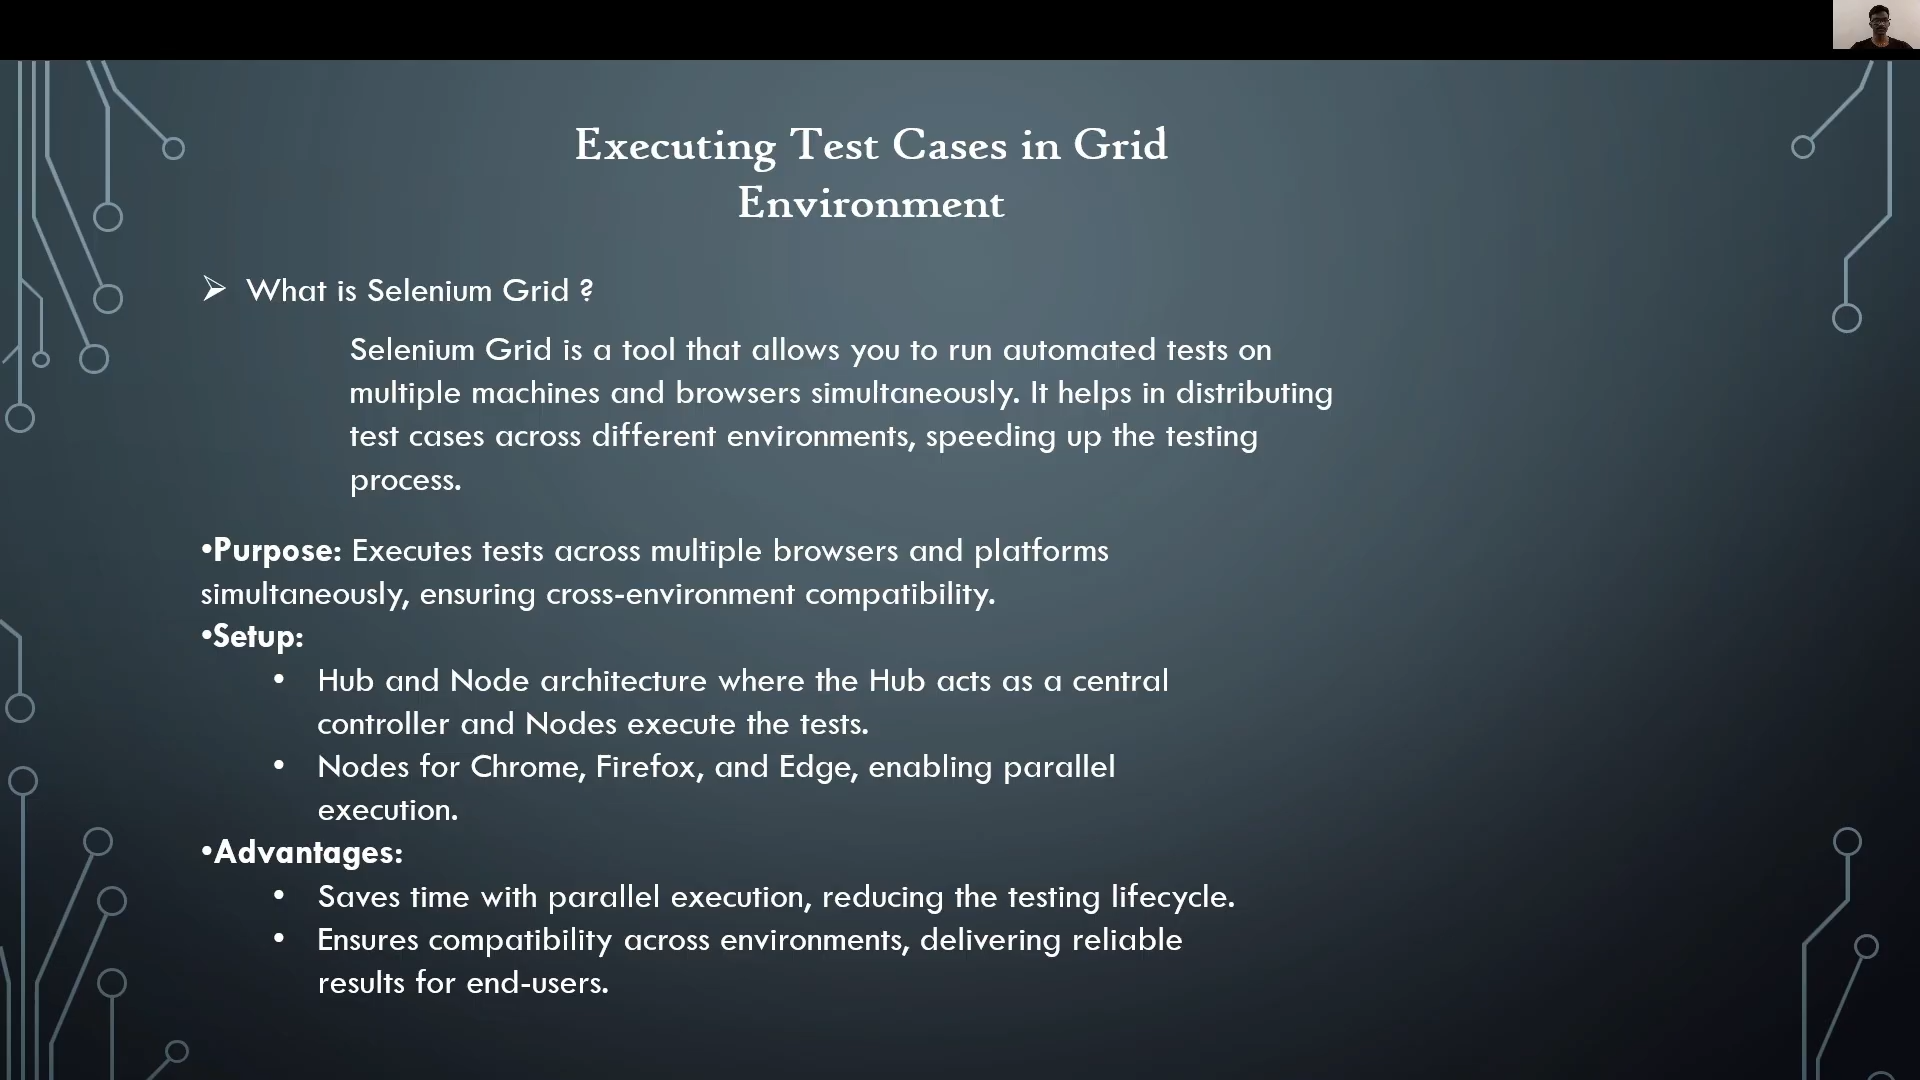 Executing Test Cases in Grid
Environment
➢ What is Selenium Grid ?
Selenium Grid is a tool that allows you to run automated tests on
multiple machines and browsers simultaneously. It helps in distributing
test cases across different environments, speeding up the testing
process.
•Purpose: Executes tests across multiple browsers and platforms
simultaneously, ensuring cross-environment compatibility.
•Setup:
• Hub and Node architecture where the Hub acts as a central
controller and Nodes execute the tests.
• Nodes for Chrome, Firefox, and Edge, enabling parallel
execution.
•Advantages:
• Saves time with parallel execution, reducing the testing lifecycle.
• Ensures compatibility across environments, delivering reliable
results for end-users.